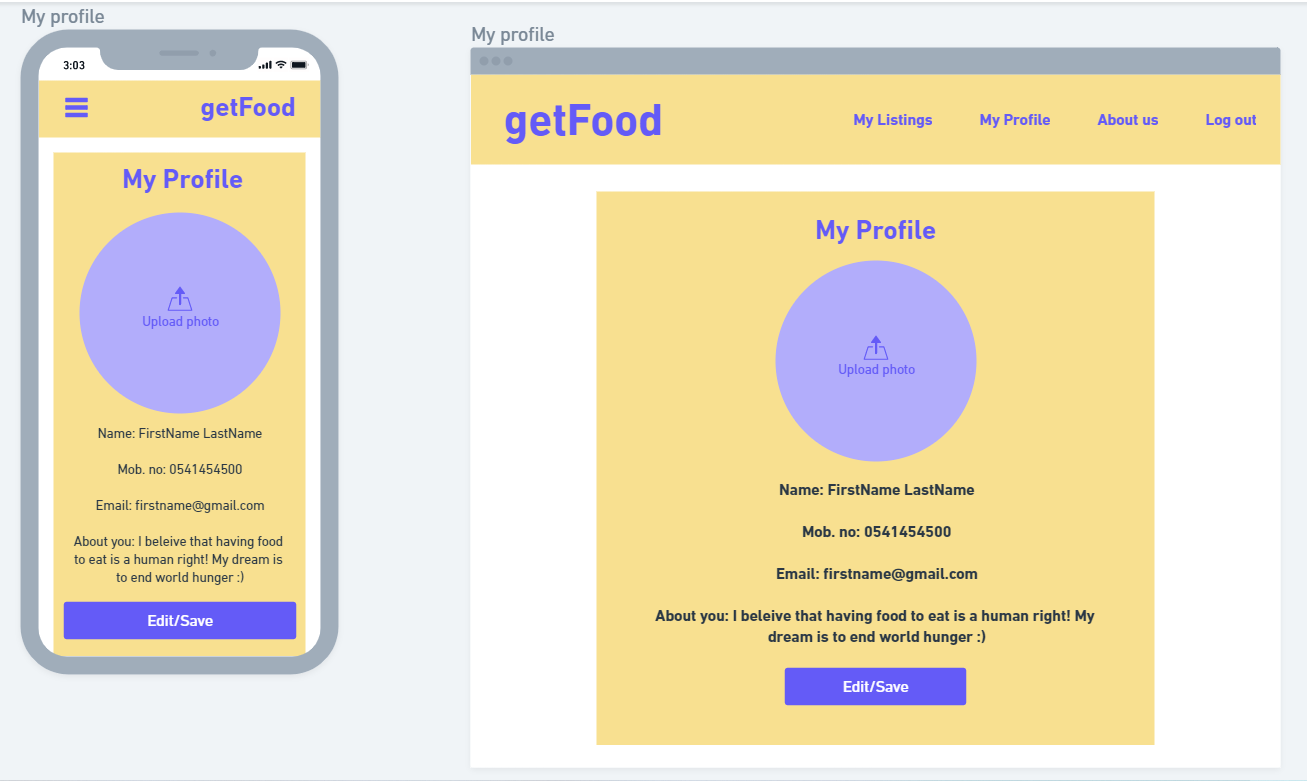 My profile
3:03
getFood
My Profile
Upload photo
Name: FirstName LastName
Mob. no: 0541454500
Email: firstname@gmail.com
About you: I beleive that having food
to eat is a human right! My dream is
to end world hunger :)
Edit/Save
My profile
getFood
My Listings
My Profile
About us
Log out
My Profile
Upload photo
Name: FirstName LastName
Mob. no: 0541454500
Email: firstname@gmail.com
About you: I beleive that having food to eat is a human right! My
dream is to end world hunger :)
Edit/Save